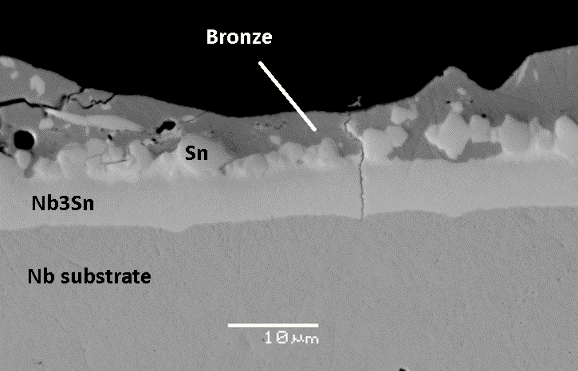 Bronze
Sn
Nb3Sn
Nb substrate
10μm